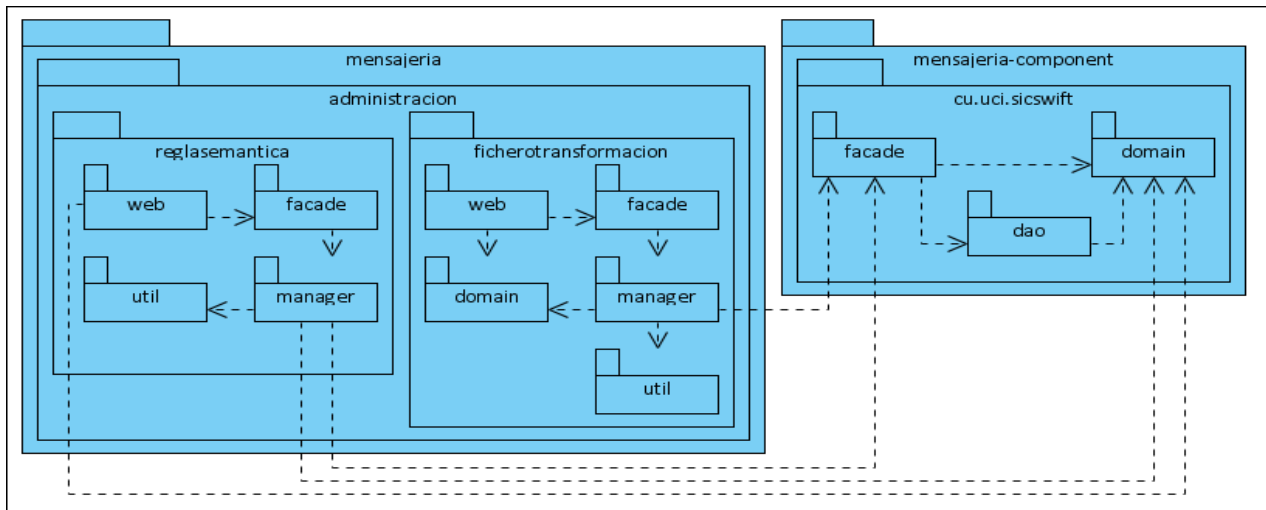 mensajeria
mensajeria-component
administracion
cu.uci.sicswift
reglasemantica
ficherotransformacion
facade
domain
web
facade
web
facade
dao
util
manager
domain
manager
util